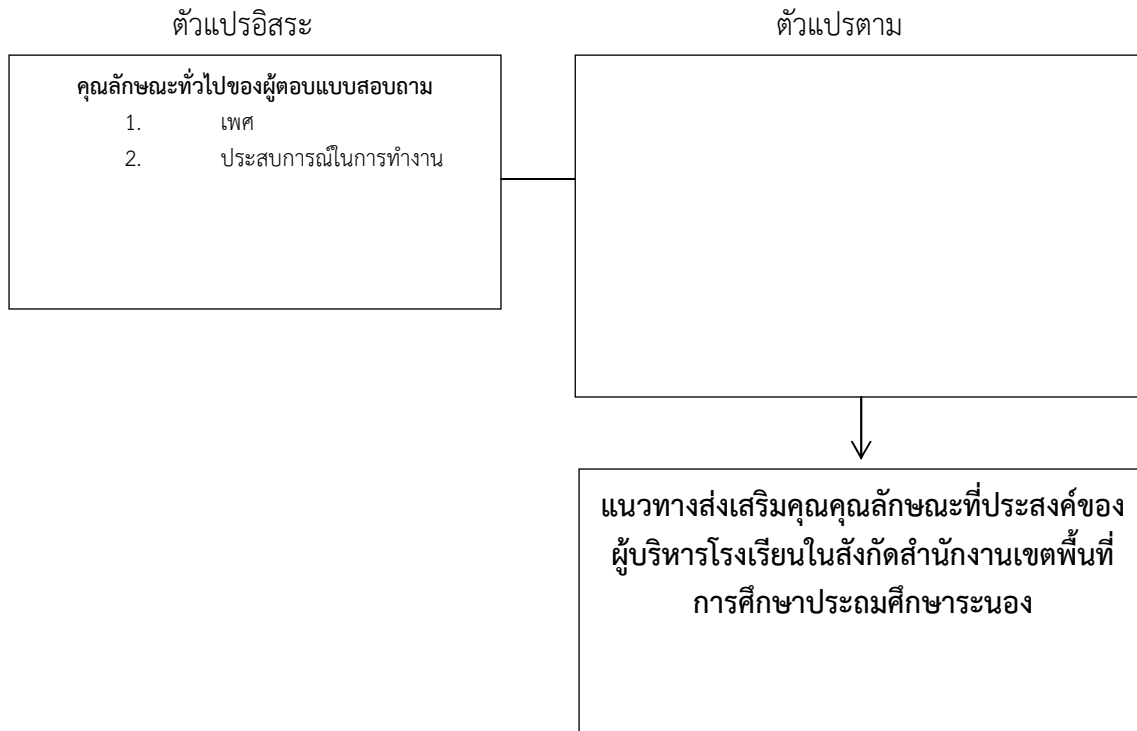 ตัวแปรอิสระ
ตัวแปรตาม
คุณลักษณะทั่วไปของผู้ตอบแบบสอบถาม
1. เพศ
2. ประสบการณ์ในการทำงาน
แนวทางส่งเสริมคุณคุณลักษณะที่ประสงค์ของ
ผู้บริหารโรงเรียนในสังกัดสำนักงานเขตพื้นที่
การศึกษาประถมศึกษาระนอง